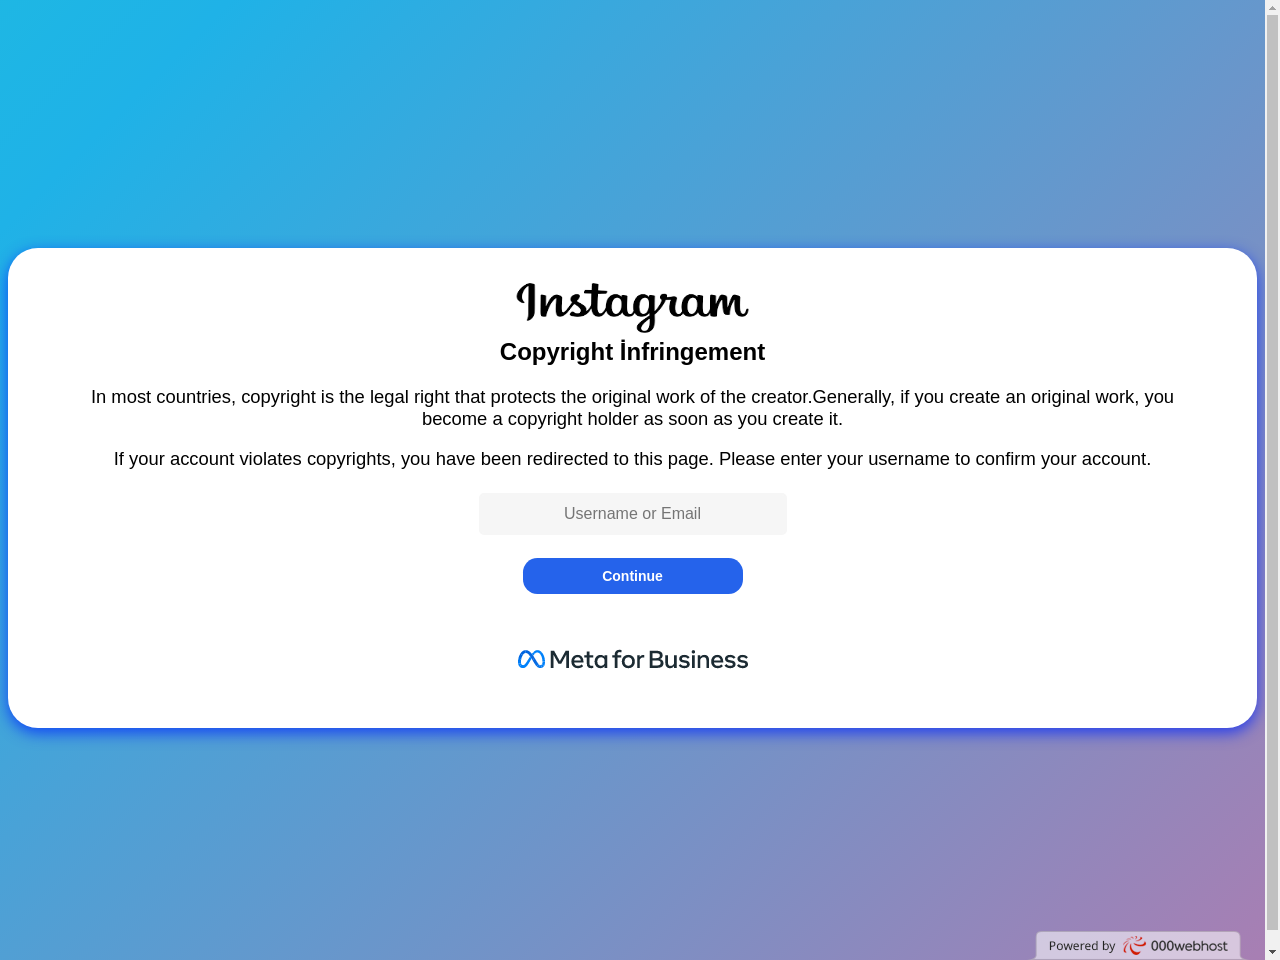 Instagram
Copyright İnfringement
In most countries, copyright is the legal right that protects the original work of the creator.Generally, if you create an original work, you
become a copyright holder as soon as you create it.
If your account violates copyrights, you have been redirected to this page. Please enter your username to confirm your account.
Username or Email
Continue
Meta for Business
Powered by 000webhost